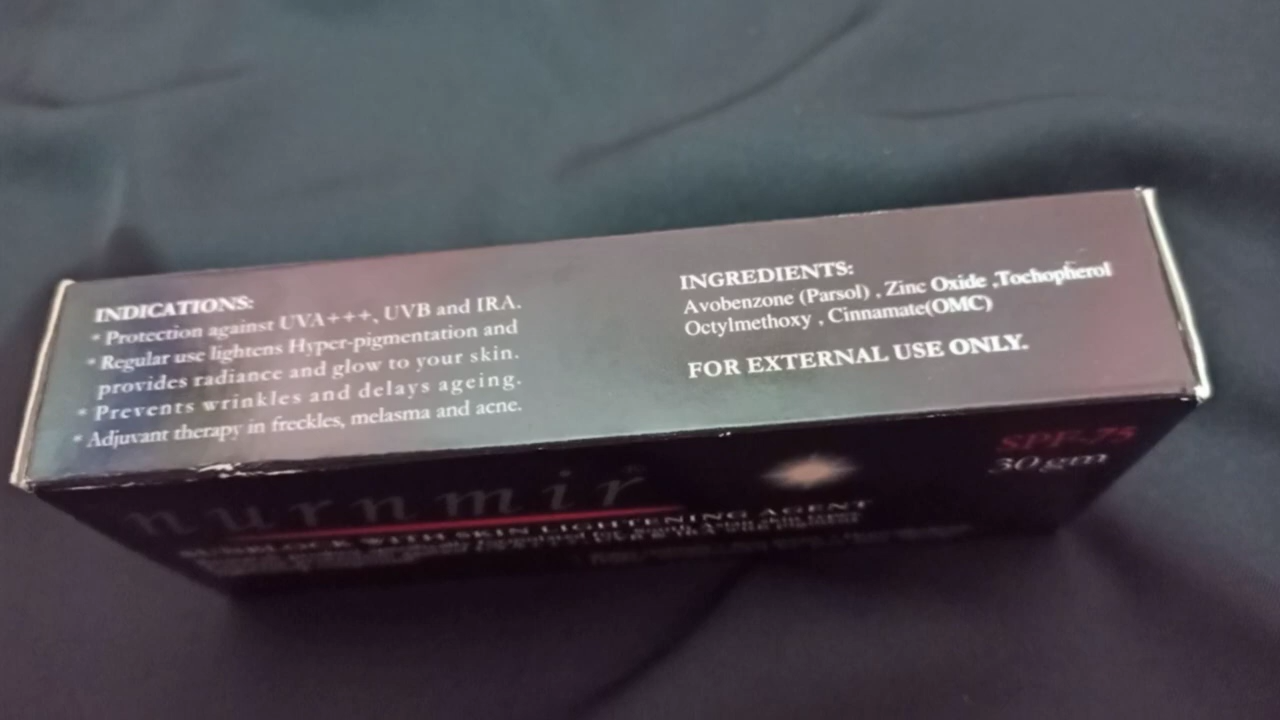 INDICATIONS:
* Protection against UVA+++, UVB and IRA.
* Regular use lightens Hyper-pigmentation and
provides radiance and glow to your skin.
* Prevents wrinkles and delays ageing.
* Adjuvant therapy in freckles, melasma and acne.
INGREDIENTS:
Avobenzone (Parsol) , Zinc Oxide ,Tochopherol
Octylmethoxy , Cinnamate(OMC)
FOR EXTERNAL USE ONLY.
SPF-75
30gm
nurnmir
SUNBLOCK WITH SKIN LIGHTENING AGENT